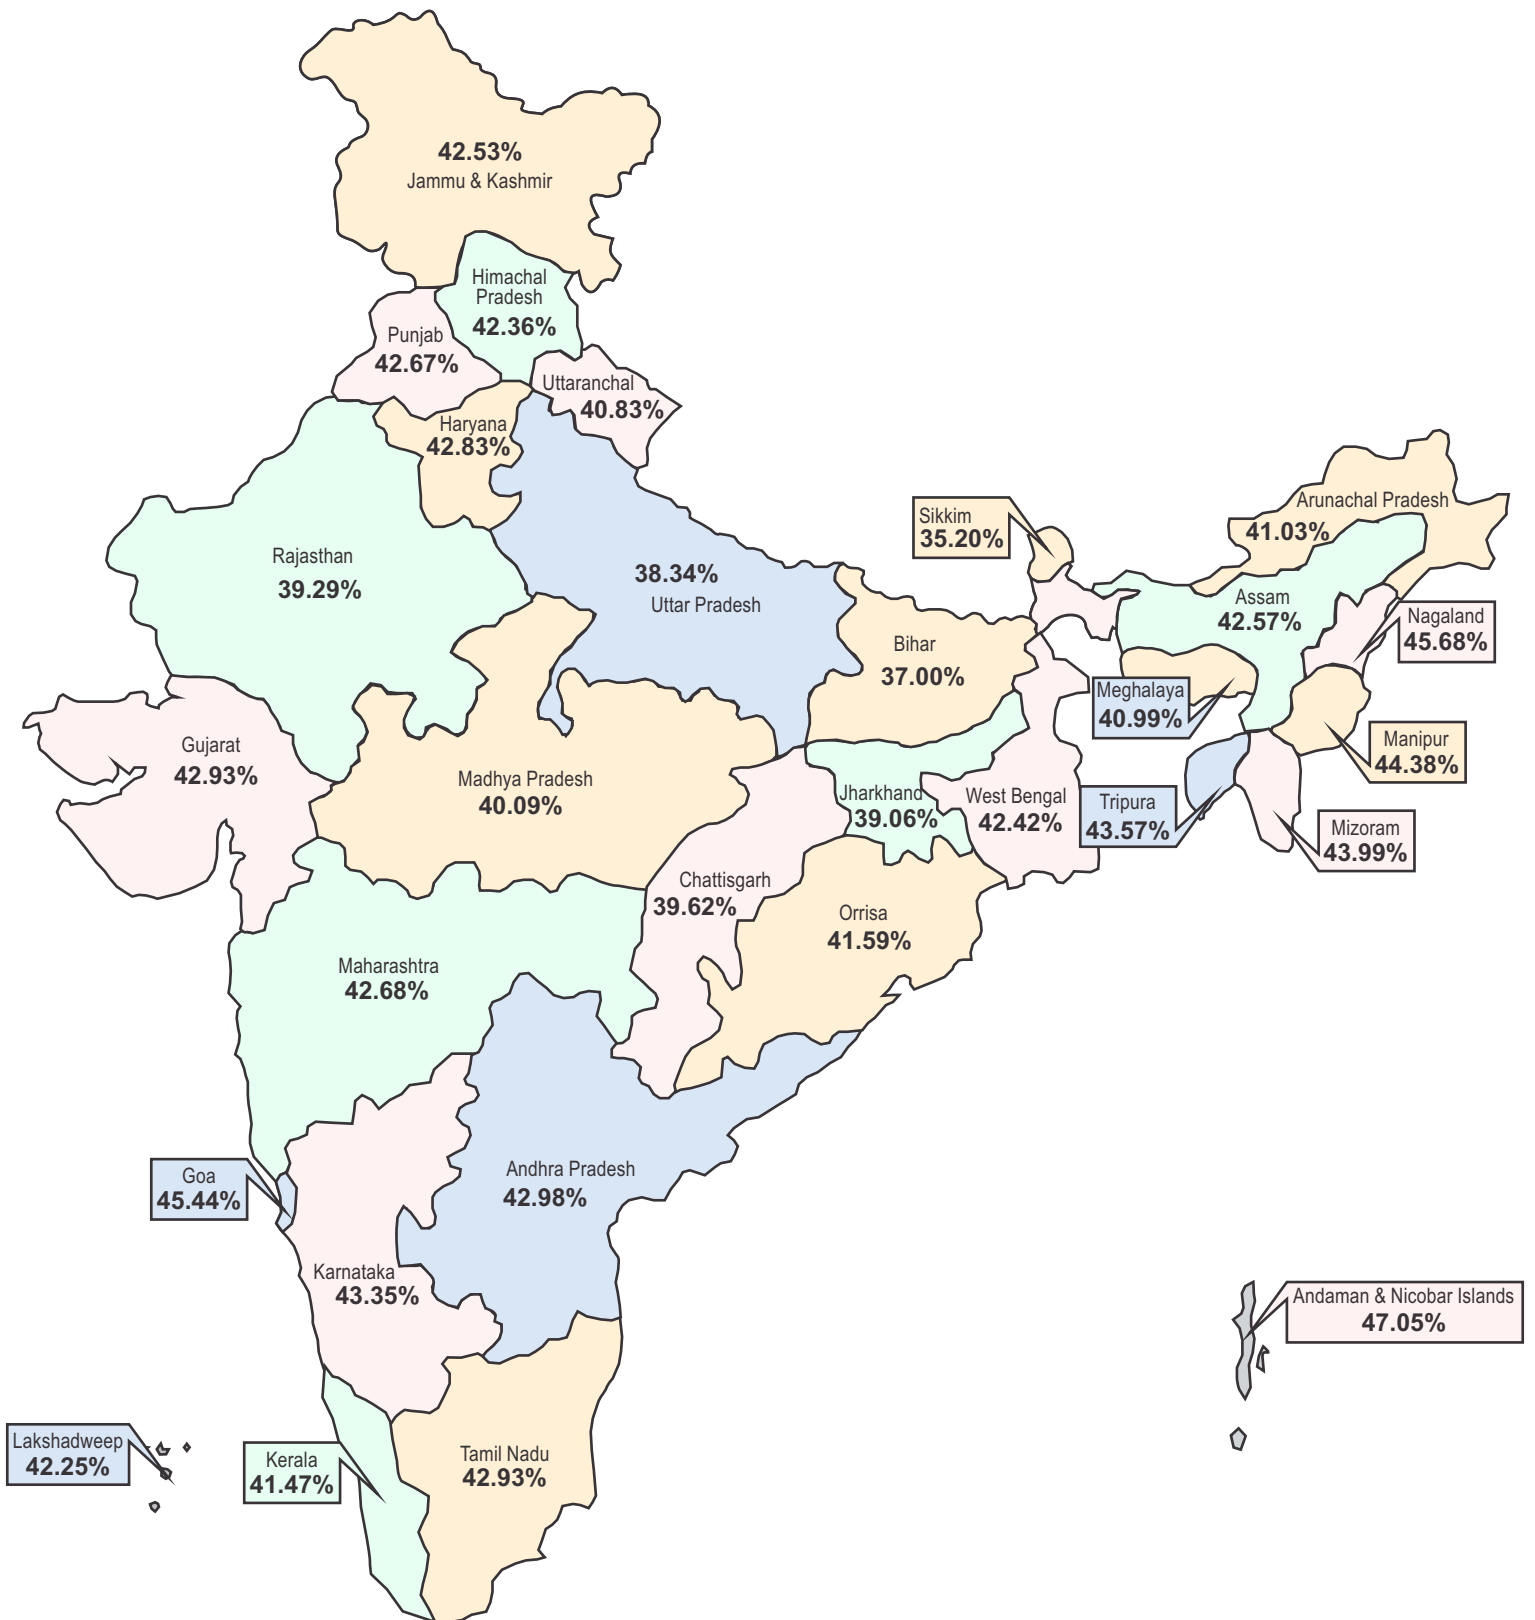 42.53%
Jammu & Kashmir
Himachal
Pradesh
42.36%
Punjab
42.67%
Uttaranchal
40.83%
Haryana
42.83%
Rajasthan
39.29%
38.34%
Uttar Pradesh
Sikkim
35.20%
Arunachal Pradesh
41.03%
Assam
42.57%
Nagaland
45.68%
Bihar
37.00%
Meghalaya
40.99%
Manipur
44.38%
Gujarat
42.93%
Madhya Pradesh
40.09%
Jharkhand
39.06%
West Bengal
42.42%
Tripura
43.57%
Mizoram
43.99%
Chattisgarh
39.62%
Orrisa
41.59%
Maharashtra
42.68%
Goa
45.44%
Andhra Pradesh
42.98%
Karnataka
43.35%
Andaman & Nicobar Islands
47.05%
Lakshadweep
42.25%
Kerala
41.47%
Tamil Nadu
42.93%